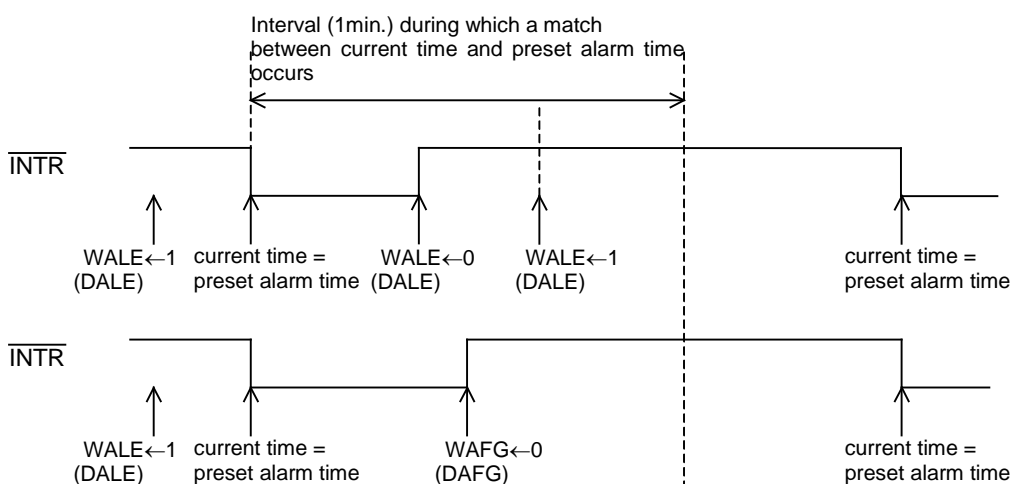 Interval (1min.) during which a match
between current time and preset alarm time
occurs
INTR
WALE←1 current time = WALE←0 WALE←1 current time =
(DALE) preset alarm time (DALE) (DALE) preset alarm time
INTR
WALE←1 current time = WAFG←0 current time =
(DALE) preset alarm time (DAFG) preset alarm time